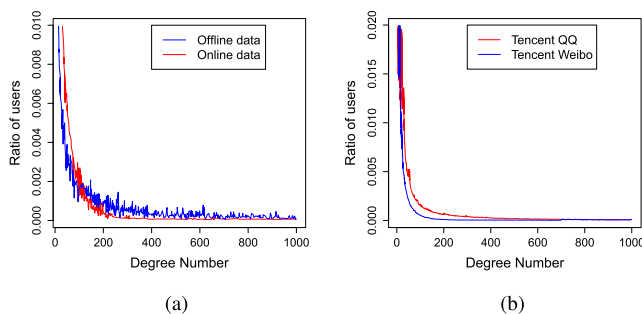 Offline data
Online data
Ratio of users
0.000
0.002
0.004
0.006
0.008
0.010
0
200
400
600
800
1000
Degree Number
(a)
Tencent QQ
Tencent Weibo
Ratio of users
0.000
0.005
0.010
0.015
0.020
0
200
400
600
800
1000
Degree Number
(b)